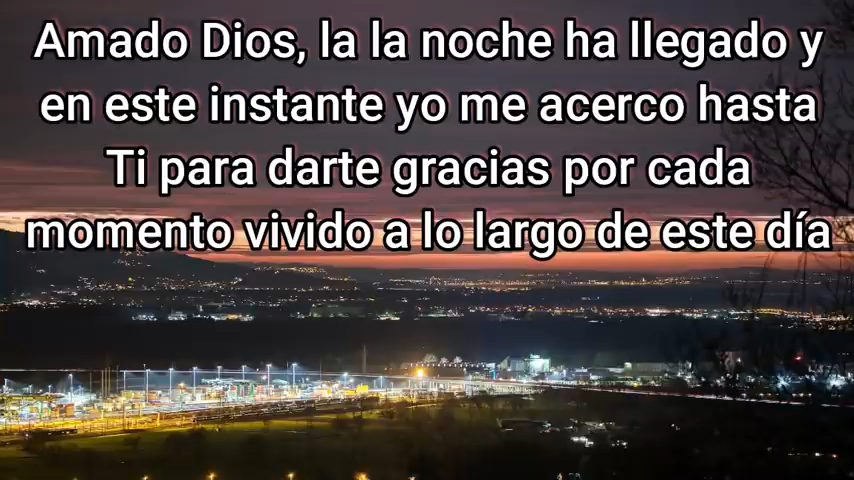 Amado Dios, la la noche ha llegado y
en este instante yo me acerco hasta
Ti para darte gracias por cada
momento vivido a lo largo de este día